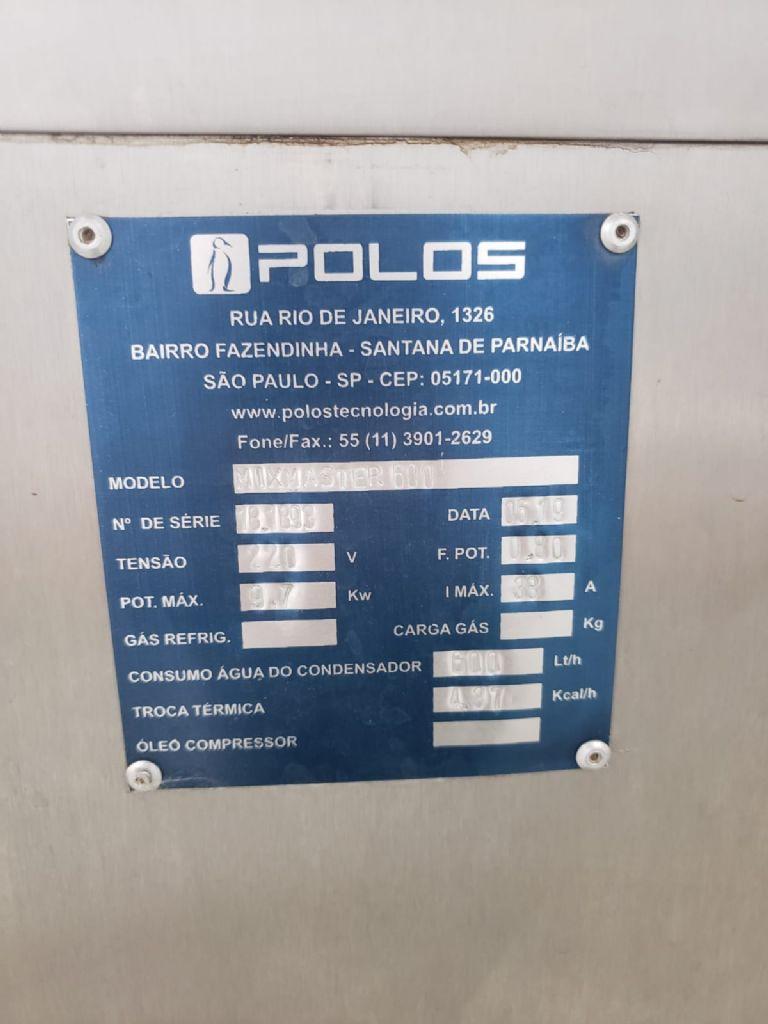 POLOS
RUA RIO DE JANEIRO, 1326
BAIRRO FAZENDINHA - SANTANA DE PARNAÍBA
SÃO PAULO - SP - CEP: 05171-000
www.polostecnologia.com.br
Fone/Fax.: 55 (11) 3901-2629
MODELO MIXMASTER 600
Nº DE SÉRIE DATA 05.19
TENSÃO 220 V F. POT. 0.80
POT. MÁX. 9.7 Kw I MÁX. 38 A
GÁS REFRIG. CARGA GÁS Kg
CONSUMO ÁGUA DO CONDENSADOR 600 Lt/h
TROCA TÉRMICA 4.37 Kcal/h
ÓLEO COMPRESSOR